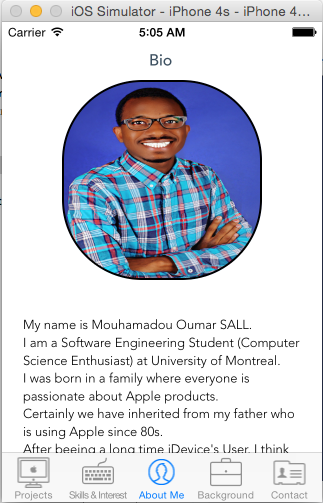 iOS Simulator - iPhone 4s - iPhone 4...
Carrier 5:05 AM
Bio
My name is Mouhamadou Oumar SALL.
I am a Software Engineering Student (Computer
Science Enthusiast) at University of Montreal.
I was born in a family where everyone is
passionate about Apple products.
Certainly we have inherited from my father who
is using Apple since 80s.
After beeing a long time iDevice's User, I think
Projects Skills & Interest About Me Background Contact